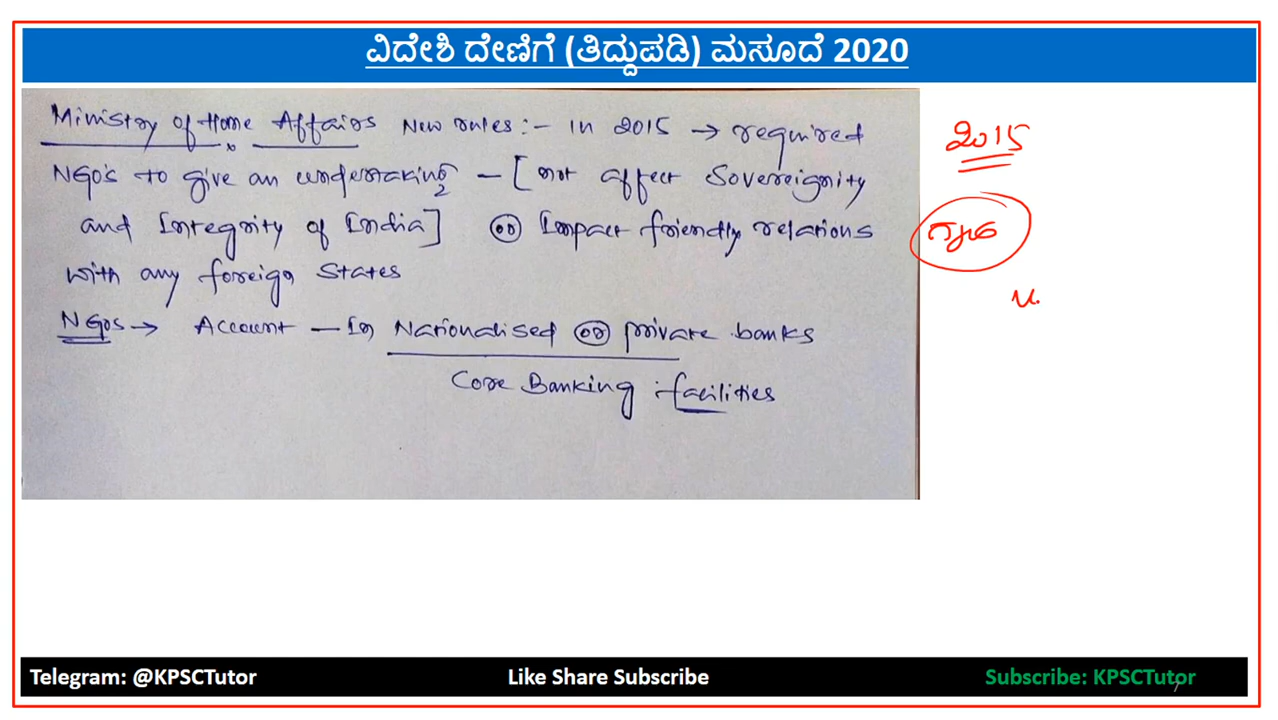 ವಿದೇಶಿ ದೇಣಿಗೆ (ತಿದ್ದುಪಡಿ) ಮಸೂದೆ 2020
Ministry of Home Affairs New rules:- In 2015 → required
NGO's to give an undertaking – [not affect Sovereignity
and Integrity of India] (or) Impact friendly relations
with any foreign States
NGOs → Account – In Nationalised (or) private banks
Core Banking facilities
2015
ಗೃಹ
Telegram: @KPSCTutor
Like Share Subscribe
Subscribe: KPSCTutor